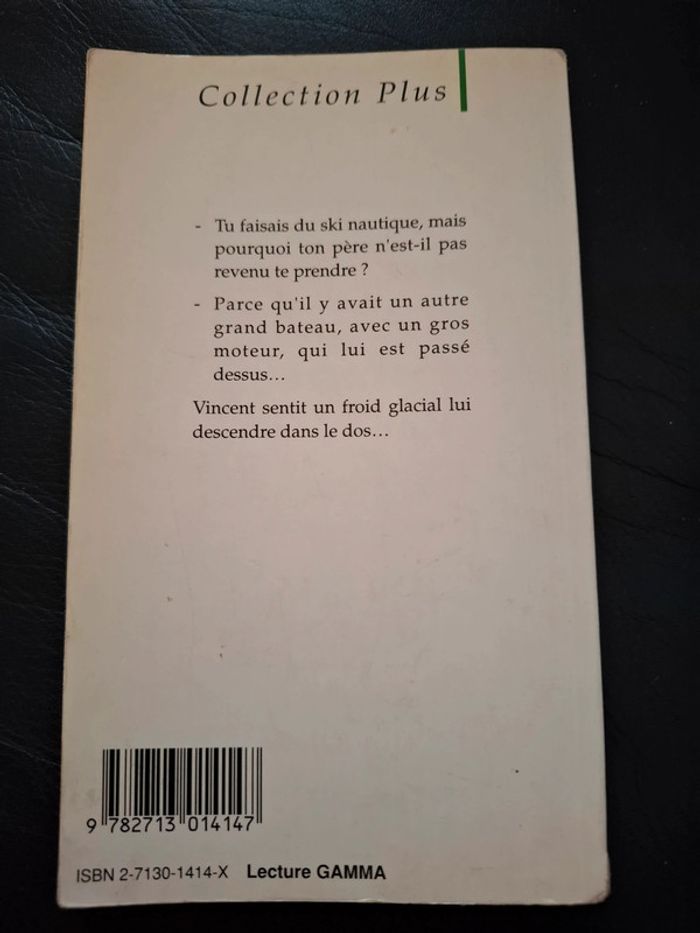 Collection Plus
- Tu faisais du ski nautique, mais
pourquoi ton père n'est-il pas
revenu te prendre ?
- Parce qu'il y avait un autre
grand bateau, avec un gros
moteur, qui lui est passé
dessus...
Vincent sentit un froid glacial lui
descendre dans le dos...
9 782713 014147
ISBN 2-7130-1414-X Lecture GAMMA